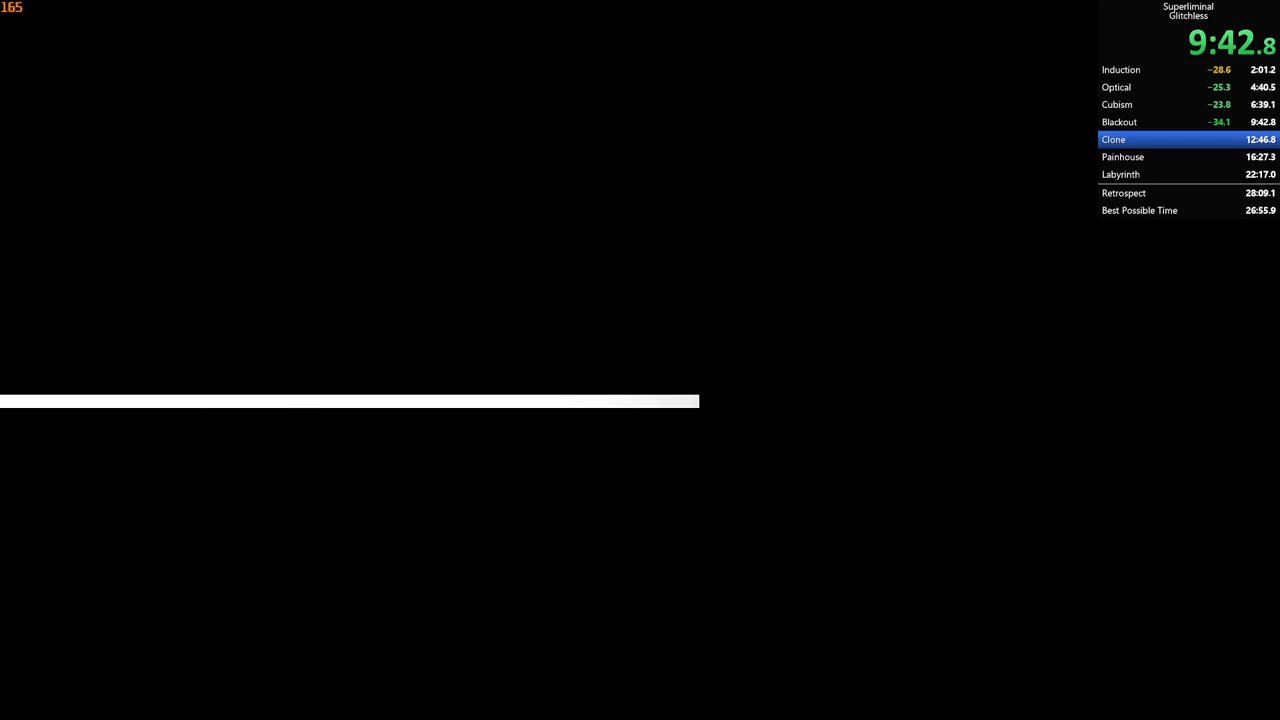 165
Superliminal
Glitchless
9:42.8
Induction −28.6 2:01.2
Optical −25.3 4:40.5
Cubism −23.8 6:39.1
Blackout −34.1 9:42.8
Clone 12:46.8
Painhouse 16:27.3
Labyrinth 22:17.0
Retrospect 28:09.1
Best Possible Time 26:55.9